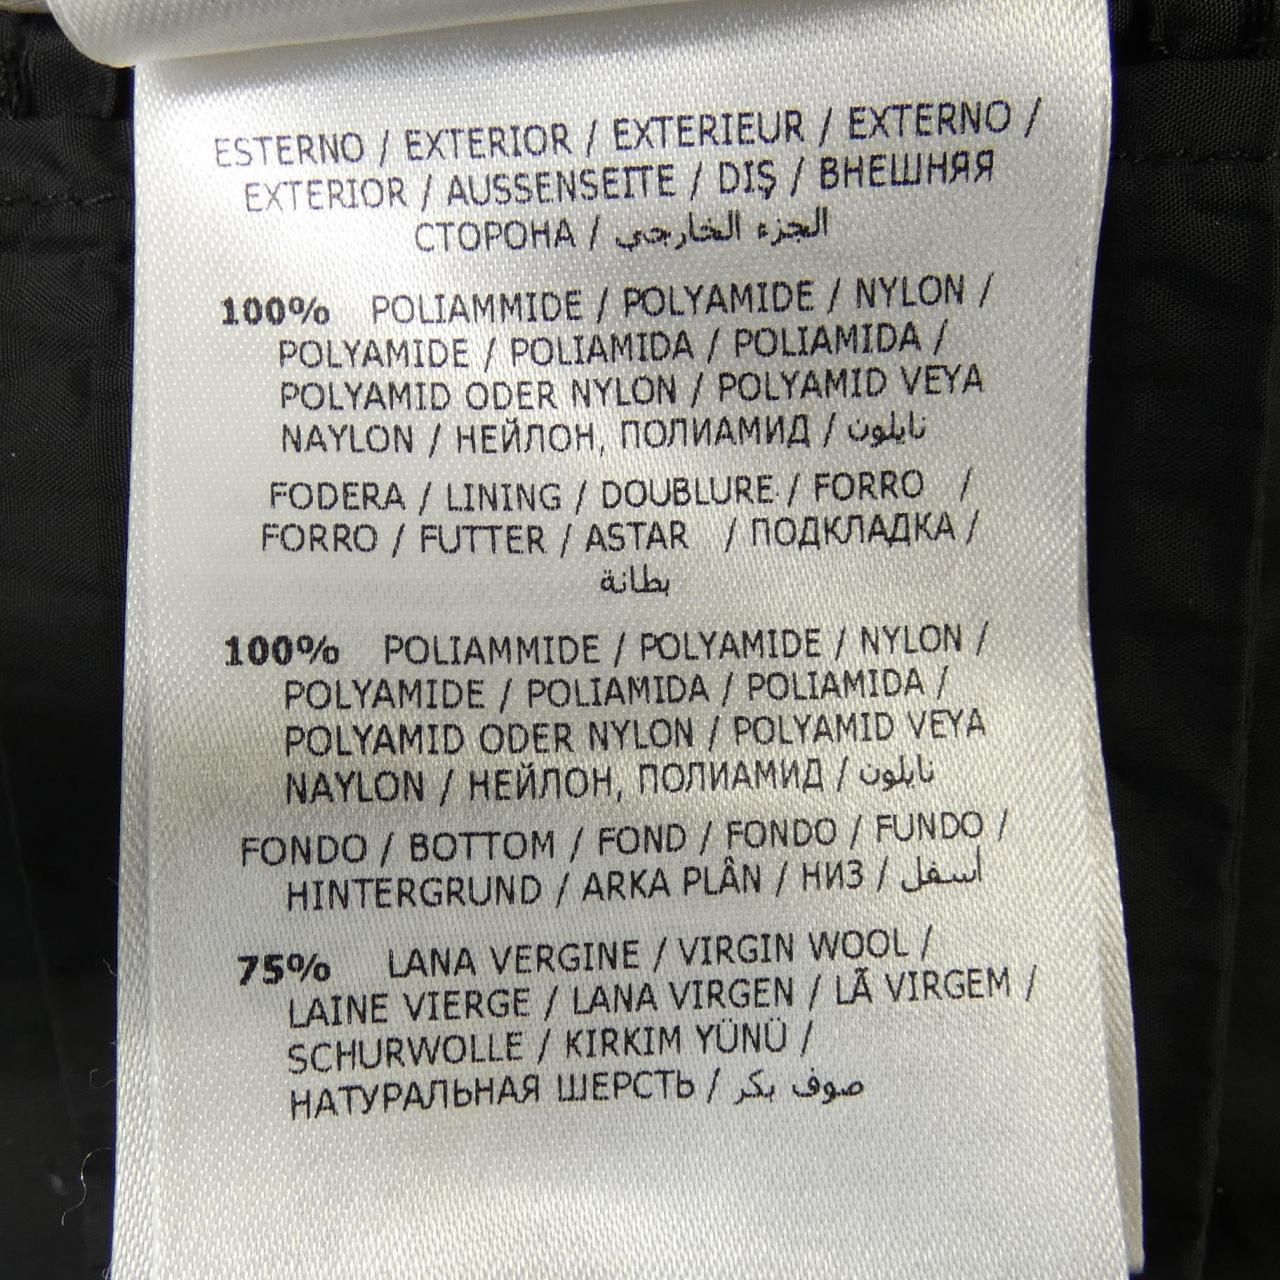 ESTERNO / EXTERIOR / EXTERIEUR / EXTERNO /
EXTERIOR / AUSSENSEITE / DIŞ / ВНЕШНЯЯ
СТОРОНА / الجزء الخارجي
100% POLIAMMIDE / POLYAMIDE / NYLON /
POLYAMIDE / POLIAMIDA / POLIAMIDA /
POLYAMID ODER NYLON / POLYAMID VEYA
NAYLON / НЕЙЛОН, ПОЛИАМИД / نايلون
FODERA / LINING / DOUBLURE / FORRO /
FORRO / FUTTER / ASTAR / ПОДКЛАДКА /
بطانة
100% POLIAMMIDE / POLYAMIDE / NYLON /
POLYAMIDE / POLIAMIDA / POLIAMIDA /
POLYAMID ODER NYLON / POLYAMID VEYA
NAYLON / НЕЙЛОН, ПОЛИАМИД / نايلون
FONDO / BOTTOM / FOND / FONDO / FUNDO /
HINTERGRUND / ARKA PLÂN / НИЗ / أسفل
75% LANA VERGINE / VIRGIN WOOL /
LAINE VIERGE / LANA VIRGEN / LÃ VIRGEM /
SCHURWOLLE / KIRKIM YÜNÜ /
НАТУРАЛЬНАЯ ШЕРСТЬ / صوف بكر